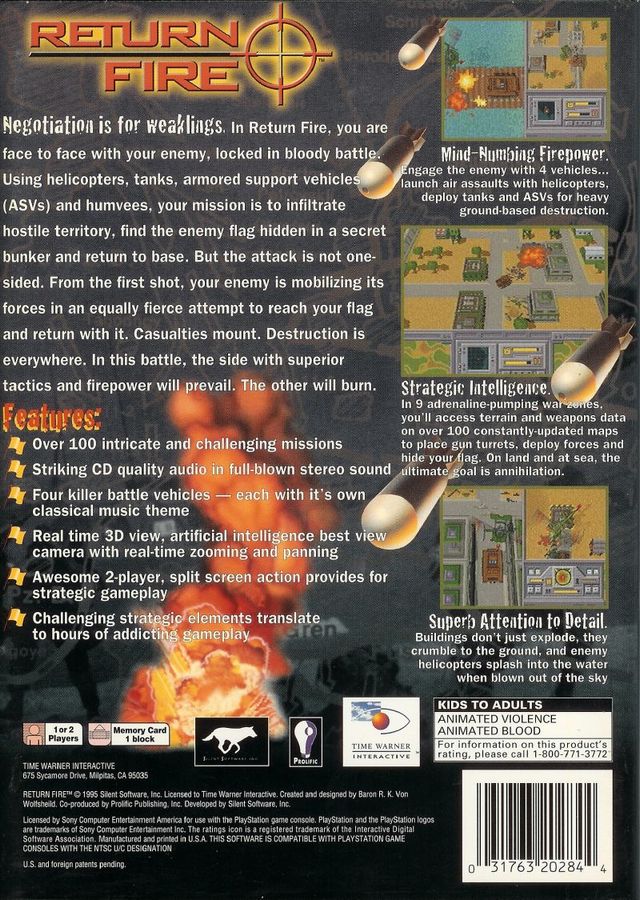 RETURN
FIRE
Negotiation is for weaklings. In Return Fire, you are
face to face with your enemy, locked in bloody battle.
Using helicopters, tanks, armored support vehicles
(ASVs) and humvees, your mission is to infiltrate
hostile territory, find the enemy flag hidden in a secret
bunker and return to base. But the attack is not one-
sided. From the first shot, your enemy is mobilizing its
forces in an equally fierce attempt to reach your flag
and return with it. Casualties mount. Destruction is
everywhere. In this battle, the side with superior
tactics and firepower will prevail. The other will burn.
Features:
Over 100 intricate and challenging missions
Striking CD quality audio in full-blown stereo sound
Four killer battle vehicles — each with it's own
classical music theme
Real time 3D view, artificial intelligence best view
camera with real-time zooming and panning
Awesome 2-player, split screen action provides for
strategic gameplay
Challenging strategic elements translate
to hours of addicting gameplay
Mind-Numbing Firepower.
Engage the enemy with 4 vehicles...
launch air assaults with helicopters,
deploy tanks and ASVs for heavy
ground-based destruction.
Strategic Intelligence.
In 9 adrenaline-pumping war zones,
you'll access terrain and weapons data
on over 100 constantly-updated maps
to place gun turrets, deploy forces and
hide your flag. On land and at sea, the
ultimate goal is annihilation.
Superb Attention to Detail.
Buildings don't just explode, they
crumble to the ground, and enemy
helicopters splash into the water
when blown out of the sky
1 or 2
Players
Memory Card
1 block
SILENT SOFTWARE, INC.
PROLIFIC
TIME WARNER
INTERACTIVE
KIDS TO ADULTS
ANIMATED VIOLENCE
ANIMATED BLOOD
For information on this product's
rating, please call 1-800-771-3772
TIME WARNER INTERACTIVE
675 Sycamore Drive, Milpitas, CA 95035
RETURN FIRE™ © 1995 Silent Software, Inc. Licensed to Time Warner Interactive. Created and designed by Baron R. K. Von
Wolfsheild. Co-produced by Prolific Publishing, Inc. Developed by Silent Software, Inc.
Licensed by Sony Computer Entertainment America for use with the PlayStation game console. PlayStation and the PlayStation logos
are trademarks of Sony Computer Entertainment Inc. The ratings icon is a registered trademark of the Interactive Digital
Software Association. Manufactured and printed in U.S.A. THIS SOFTWARE IS COMPATIBLE WITH PLAYSTATION GAME
CONSOLES WITH THE NTSC U/C DESIGNATION
U.S. and foreign patents pending.
0 31763 20284 4